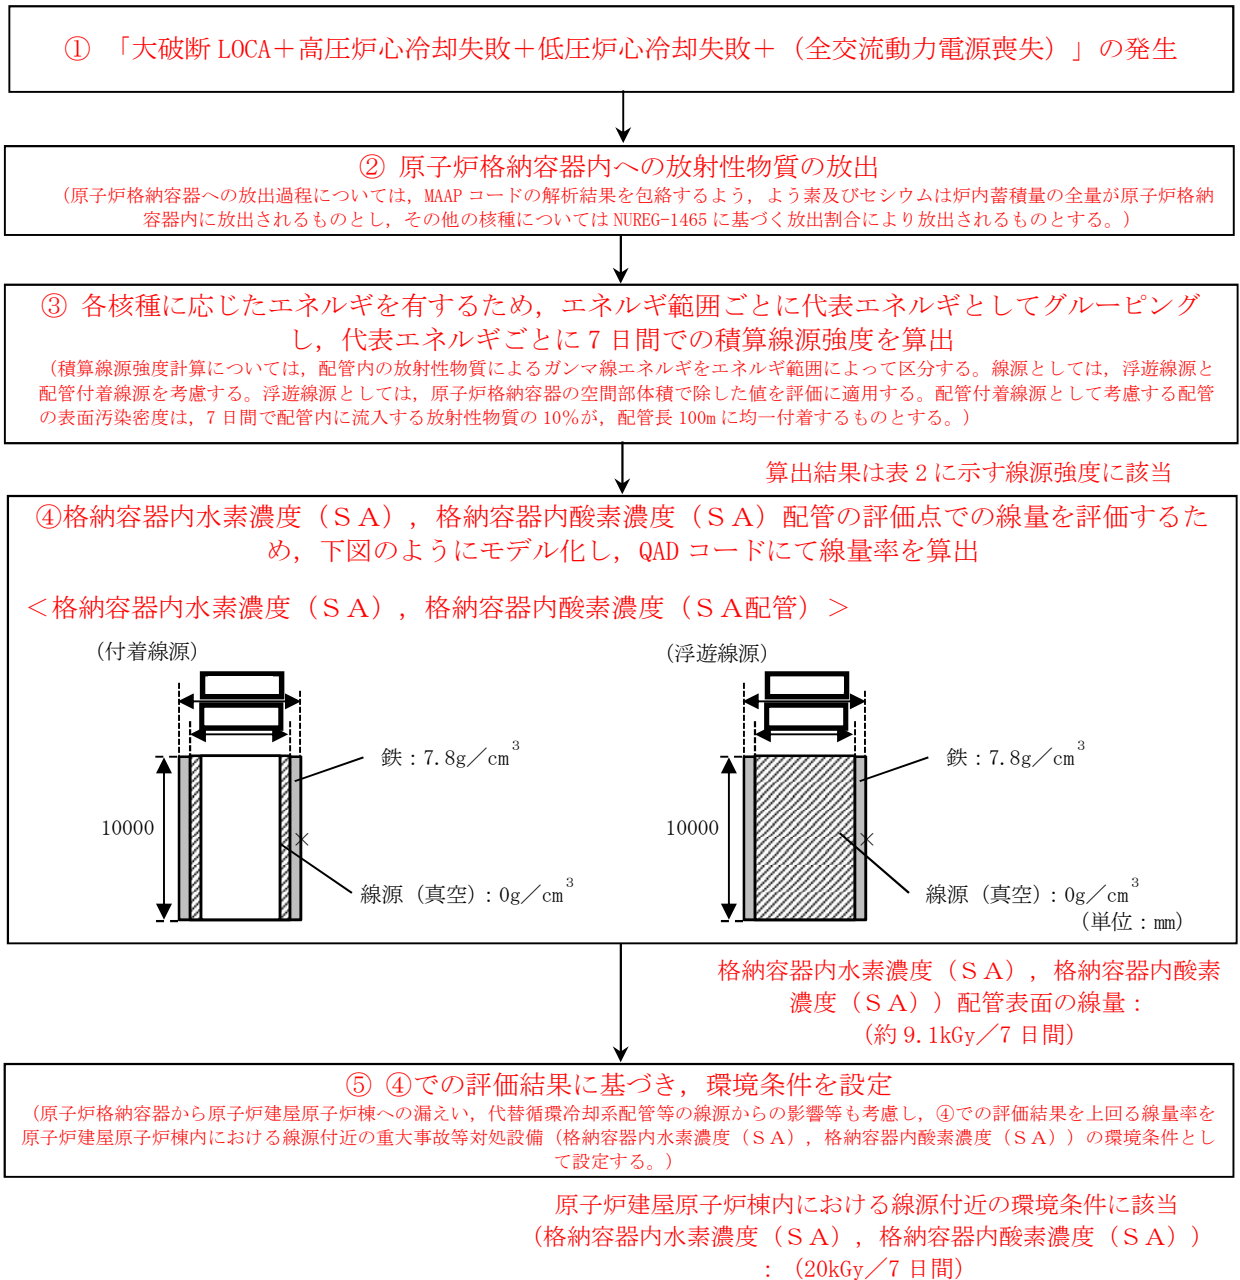 ① 「大破断 LOCA＋高圧炉心冷却失敗＋低圧炉心冷却失敗＋（全交流動力電源喪失）」の発生
② 原子炉格納容器内への放射性物質の放出
（原子炉格納容器への放出過程については，MAAP コードの解析結果を包絡するよう，よう素及びセシウムは炉内蓄積量の全量が原子炉格納
容器内に放出されるものとし，その他の核種については NUREG-1465 に基づく放出割合により放出されるものとする。）
③ 各核種に応じたエネルギを有するため，エネルギ範囲ごとに代表エネルギとしてグルーピング
し，代表エネルギごとに 7 日間での積算線源強度を算出
（積算線源強度計算については，配管内の放射性物質によるガンマ線エネルギをエネルギ範囲によって区分する。線源としては，浮遊線源と
配管付着線源を考慮する。浮遊線源としては，原子炉格納容器の空間部体積で除した値を評価に適用する。配管付着線源として考慮する配管
の表面汚染密度は，7 日間で配管内に流入する放射性物質の 10%が，配管長 100m に均一付着するものとする。）
算出結果は表 2 に示す線源強度に該当
④格納容器内水素濃度（ＳＡ），格納容器内酸素濃度（ＳＡ）配管の評価点での線量を評価するた
め，下図のようにモデル化し，QAD コードにて線量率を算出
＜格納容器内水素濃度（ＳＡ），格納容器内酸素濃度（ＳＡ配管）＞
（付着線源）
（浮遊線源）
鉄：7.8g／cm³
鉄：7.8g／cm³
10000
10000
×
×
線源（真空）：0g／cm³
線源（真空）：0g／cm³
（単位：mm）
格納容器内水素濃度（ＳＡ），格納容器内酸素
濃度（ＳＡ））配管表面の線量：
（約 9.1kGy／7 日間）
⑤ ④での評価結果に基づき，環境条件を設定
（原子炉格納容器から原子炉建屋原子炉棟への漏えい，代替循環冷却系配管等の線源からの影響等も考慮し，④での評価結果を上回る線量率を
原子炉建屋原子炉棟内における線源付近の重大事故等対処設備（格納容器内水素濃度（ＳＡ），格納容器内酸素濃度（ＳＡ））の環境条件とし
て設定する。）
原子炉建屋原子炉棟内における線源付近の環境条件に該当
（格納容器内水素濃度（ＳＡ），格納容器内酸素濃度（ＳＡ））
：（20kGy／7 日間）